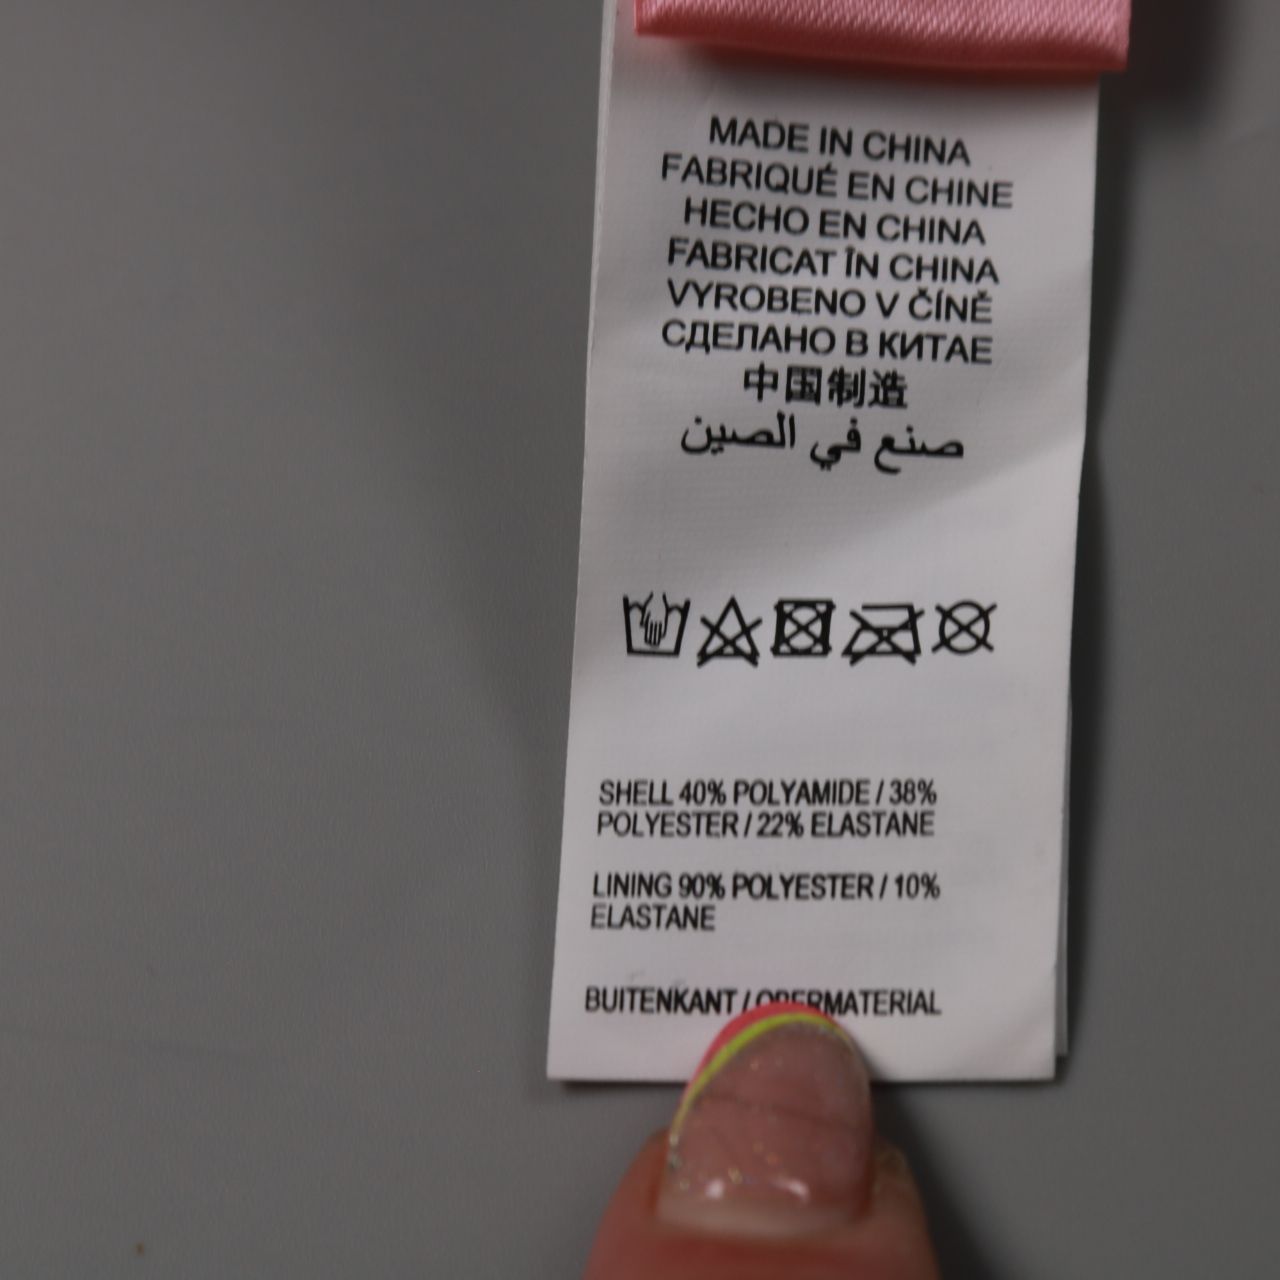 MADE IN CHINA
FABRIQUÉ EN CHINE
HECHO EN CHINA
FABRICAT ÎN CHINA
VYROBENO V ČÍNĚ
СДЕЛАНО В КИТАЕ
中国制造
صنع في الصين
SHELL 40% POLYAMIDE / 38%
POLYESTER / 22% ELASTANE
LINING 90% POLYESTER / 10%
ELASTANE
BUITENKANT / OBERMATERIAL